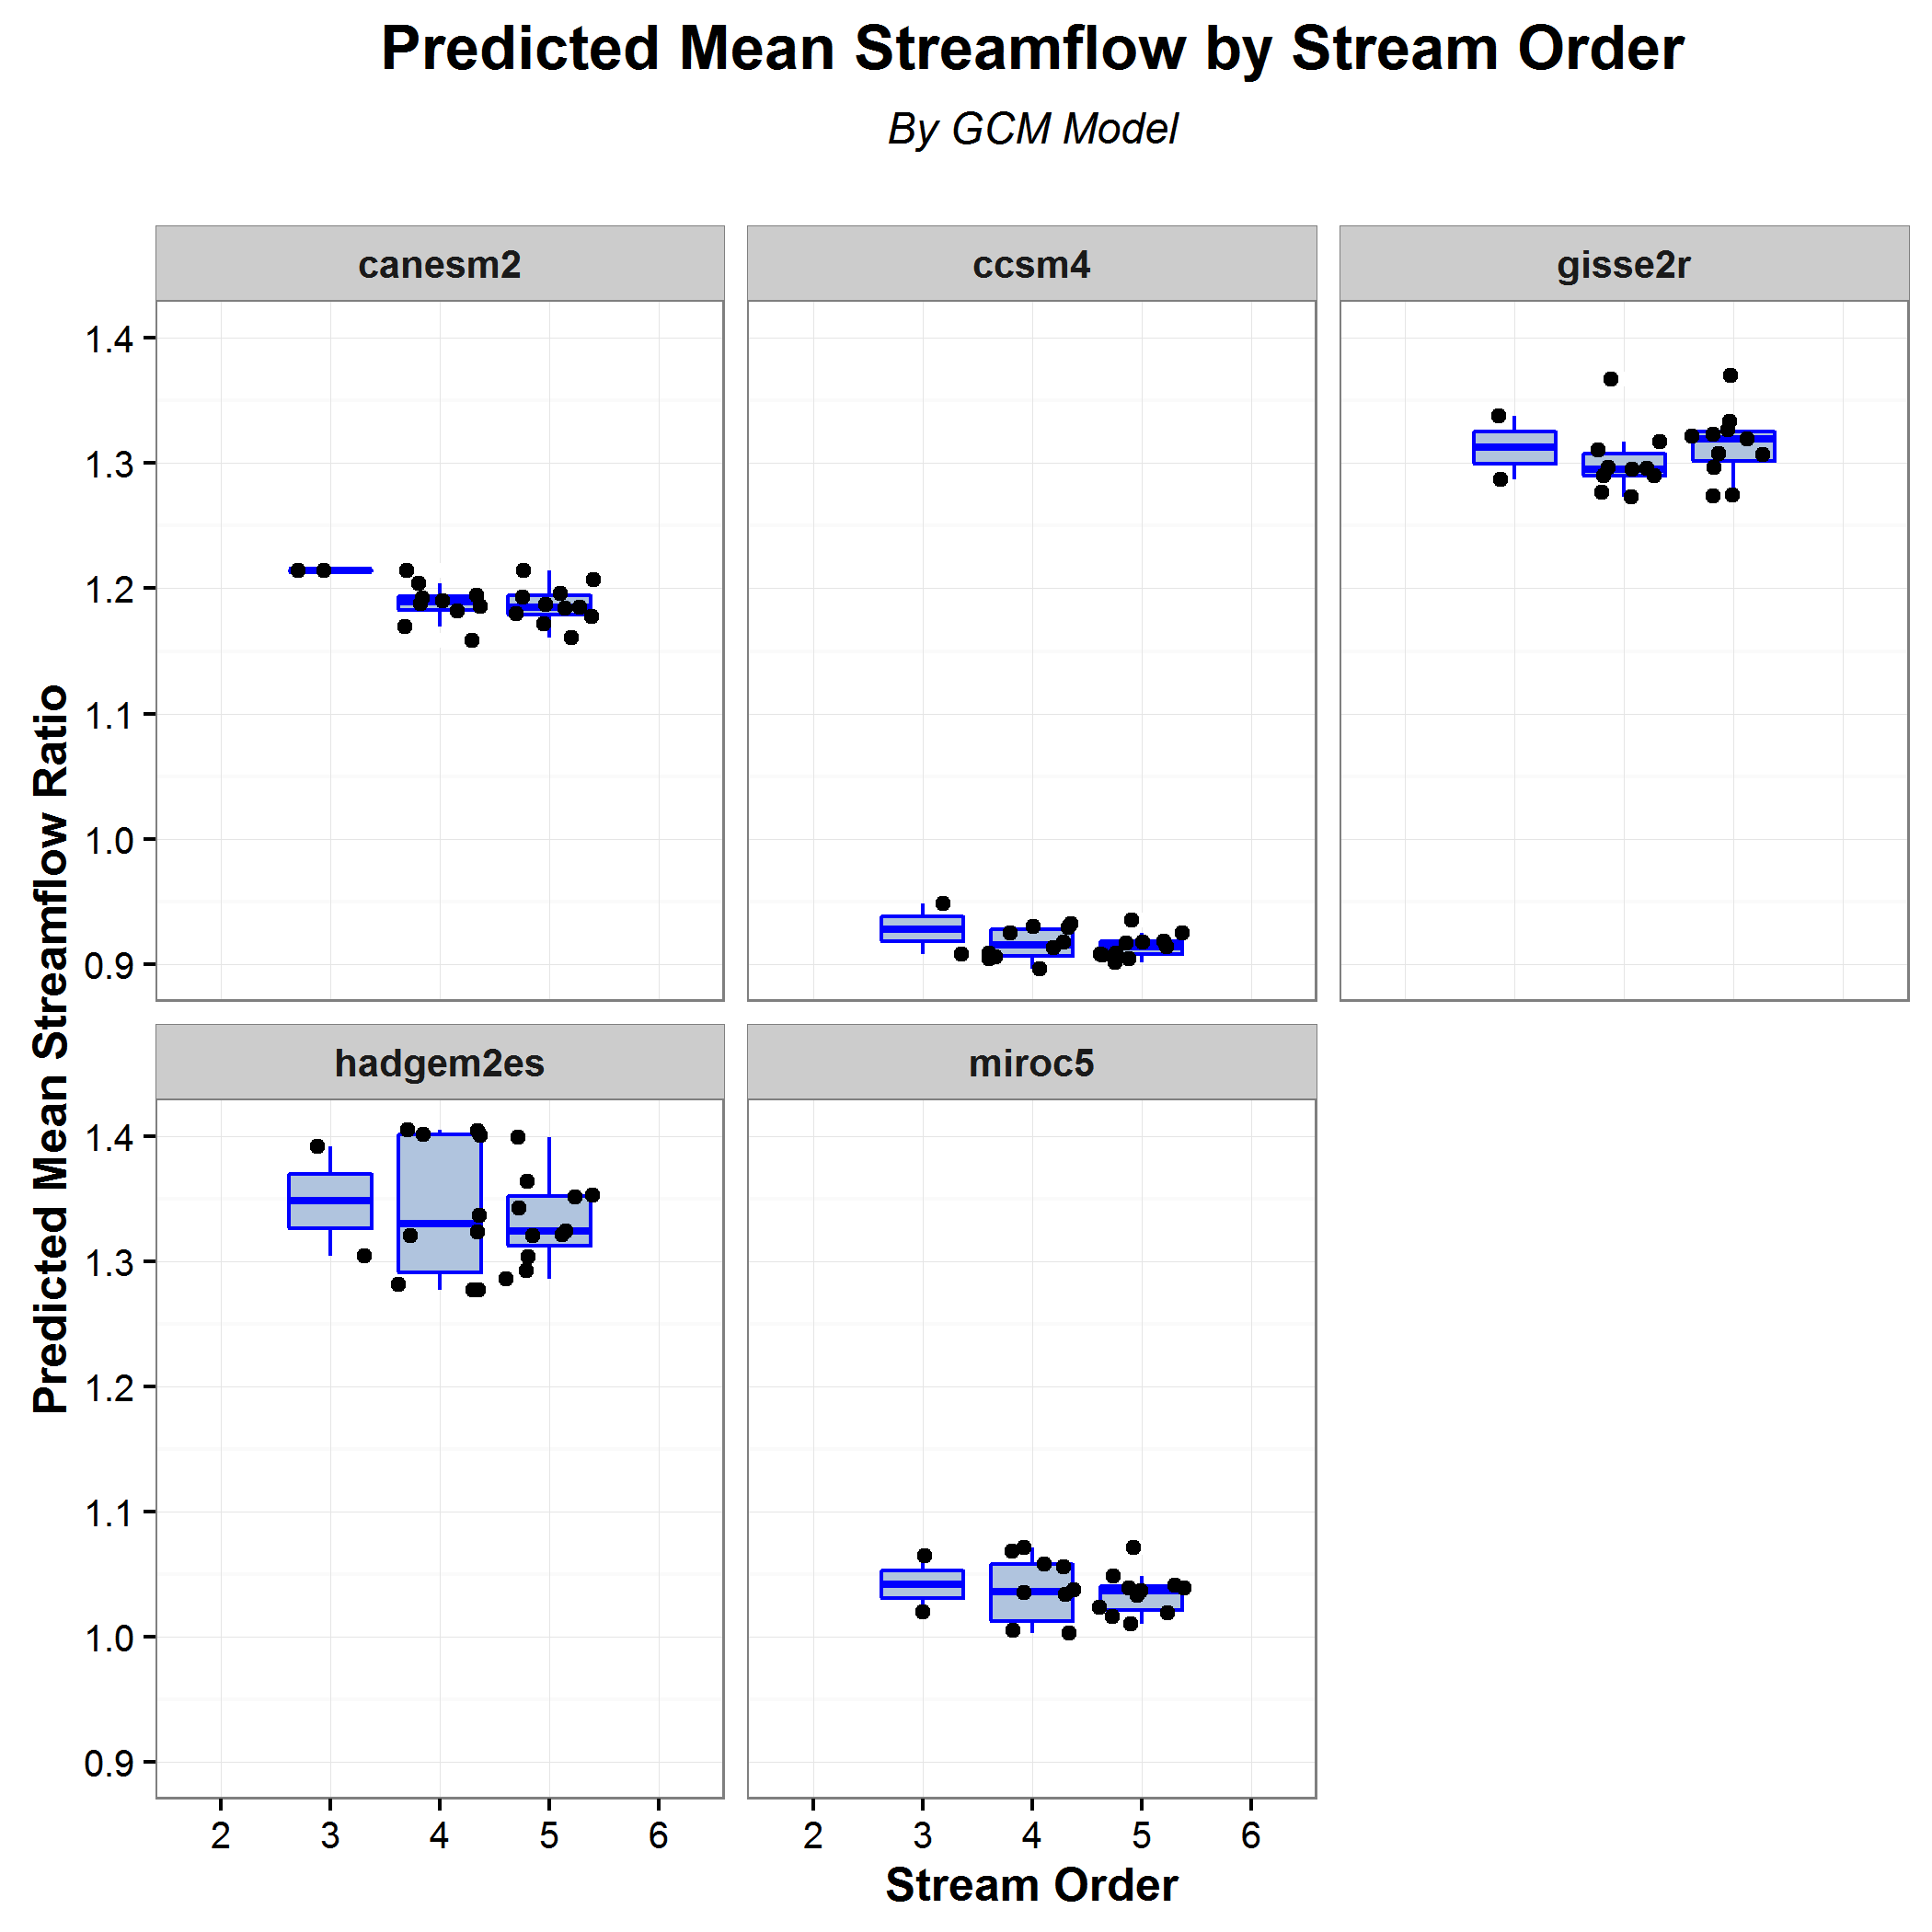 Predicted Mean Streamflow by Stream Order
By GCM Model
canesm2
ccsm4
gisse2r
1.4
1.3
1.2
1.1
1.0
0.9
Predicted Mean Streamflow Ratio
hadgem2es
miroc5
1.4
1.3
1.2
1.1
1.0
0.9
2 3 4 5 6
2 3 4 5 6
Stream Order